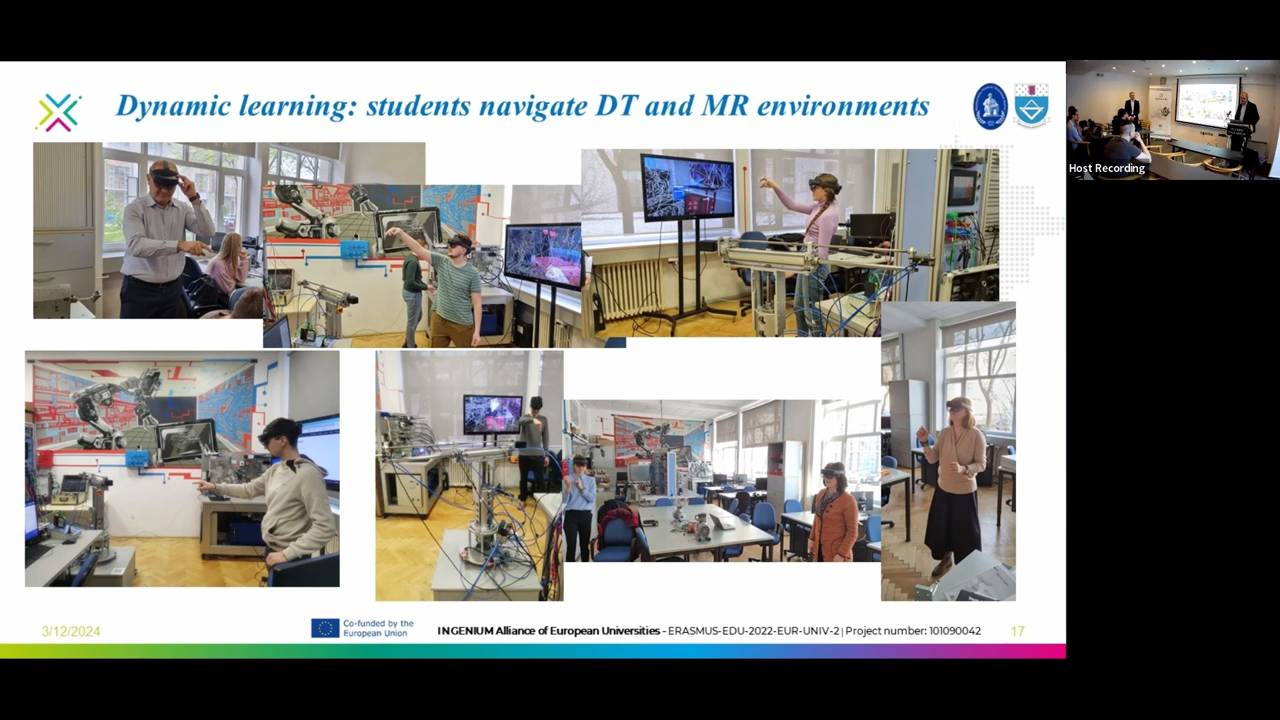 Dynamic learning: students navigate DT and MR environments
Host Recording
3/12/2024
Co-funded by the
European Union
INGENIUM Alliance of European Universities - ERASMUS-EDU-2022-EUR-UNIV-2 | Project number: 101090042
17